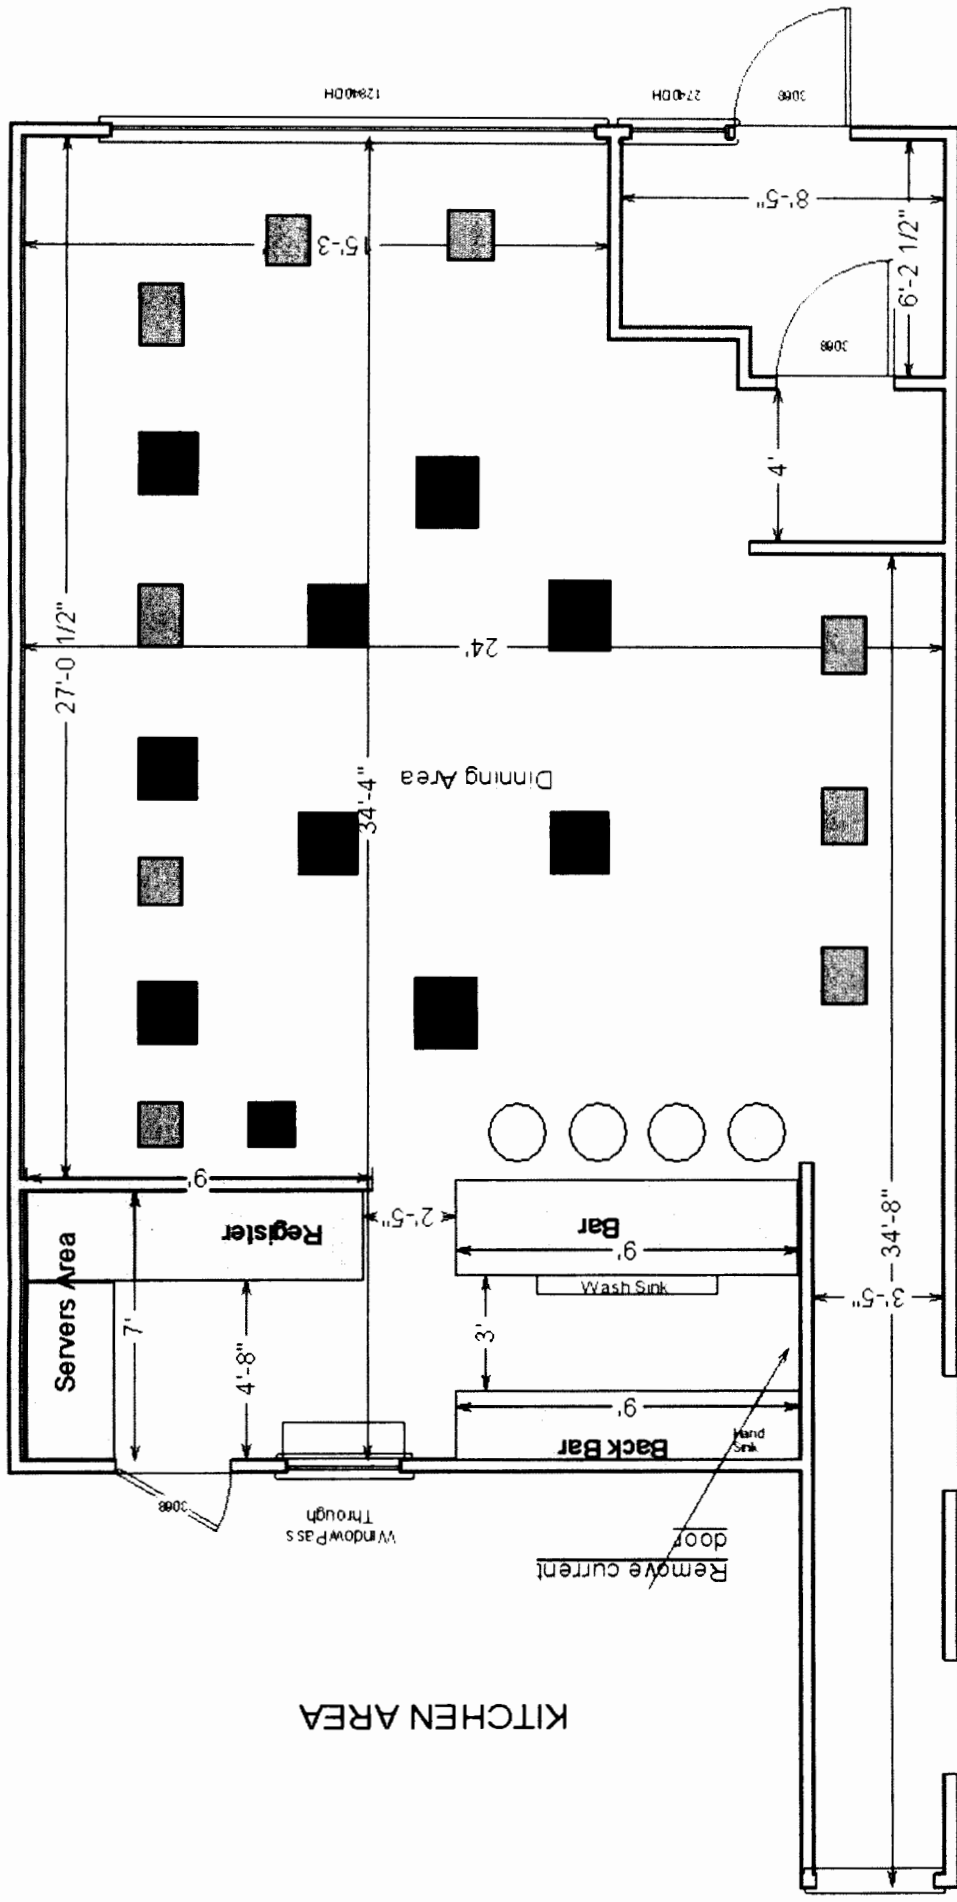 12840DH
2740DH
3068
8'-5"
6'-2 1/2"
15'-3
3068
4'
27'-0 1/2"
24'
Dinning Area
34'-4"
9'
2'-5"
Register
Servers Area
7'
4'-8"
Bar
9'
Wash Sink
3'
9'
Back Bar
Hand
Sink
34'-8"
3'-5"
3068
Window Pass
Through
Remove current
door
KITCHEN AREA